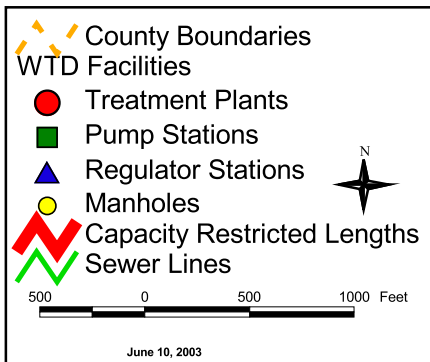 County Boundaries
WTD Facilities
Treatment Plants
Pump Stations
Regulator Stations
N
Manholes
Capacity Restricted Lengths
Sewer Lines
500 0 500 1000 Feet
June 10, 2003